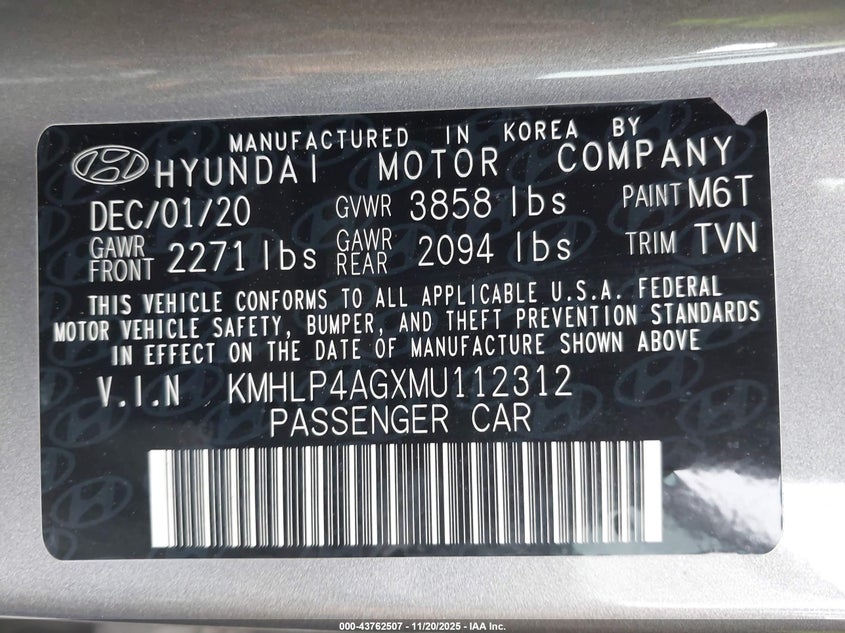 MANUFACTURED IN KOREA BY
HYUNDAI MOTOR COMPANY
DEC/01/20 GVWR 3858 lbs PAINT M6T
GAWR FRONT 2271 lbs GAWR REAR 2094 lbs TRIM TVN
THIS VEHICLE CONFORMS TO ALL APPLICABLE U.S.A. FEDERAL
MOTOR VEHICLE SAFETY, BUMPER, AND THEFT PREVENTION STANDARDS
IN EFFECT ON THE DATE OF MANUFACTURE SHOWN ABOVE
V.I.N KMHLP4AGXMU112312
PASSENGER CAR
000-43762507 - 11/20/2025 - IAA Inc.